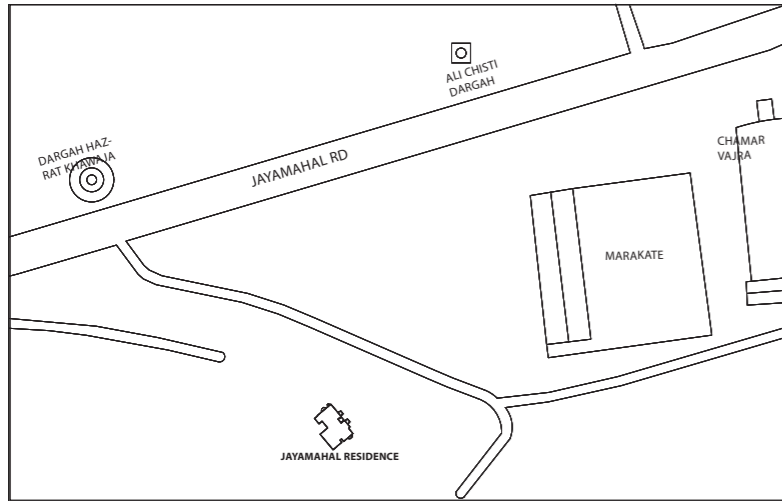 ALI CHISTI
DARGAH
CHAMAR
VAJRA
DARGAH HAZ-
RAT KHAWAJA
JAYAMAHAL RD
MARAKATE
JAYAMAHAL RESIDENCE